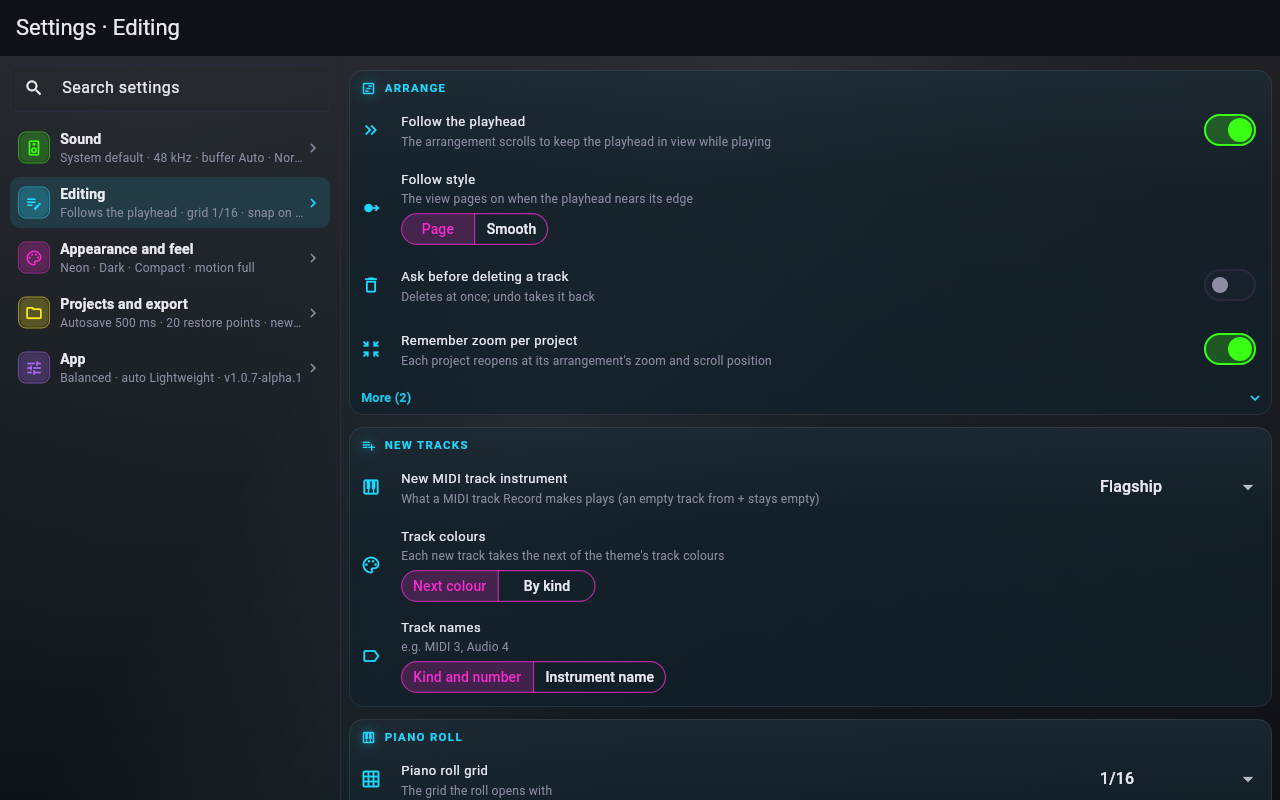 Settings · Editing
Search settings
Sound
System default · 48 kHz · buffer Auto · Nor…
Editing
Follows the playhead · grid 1/16 · snap on …
Appearance and feel
Neon · Dark · Compact · motion full
Projects and export
Autosave 500 ms · 20 restore points · new…
App
Balanced · auto Lightweight · v1.0.7-alpha.1
ARRANGE
Follow the playhead
The arrangement scrolls to keep the playhead in view while playing
Follow style
The view pages on when the playhead nears its edge
Page Smooth
Ask before deleting a track
Deletes at once; undo takes it back
Remember zoom per project
Each project reopens at its arrangement's zoom and scroll position
More (2)
NEW TRACKS
New MIDI track instrument
What a MIDI track Record makes plays (an empty track from + stays empty)
Flagship
Track colours
Each new track takes the next of the theme's track colours
Next colour By kind
Track names
e.g. MIDI 3, Audio 4
Kind and number Instrument name
PIANO ROLL
Piano roll grid
The grid the roll opens with
1/16